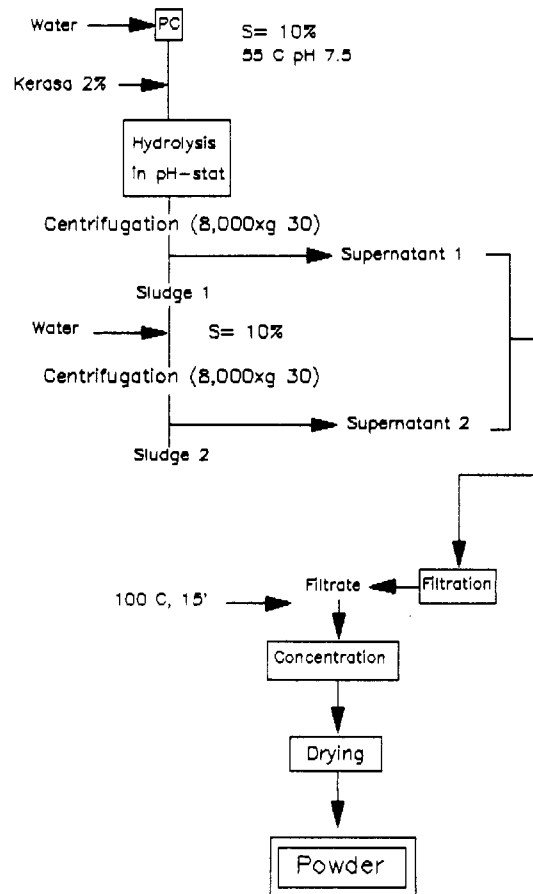 Water
PC
S= 10%
55 C pH 7.5
Kerasa 2%
Hydrolysis
in pH-stat
Centrifugation (8,000xg 30)
Supernatant 1
Sludge 1
Water
S= 10%
Centrifugation (8,000xg 30)
Supernatant 2
Sludge 2
Filtration
Filtrate
100 C, 15'
Concentration
Drying
Powder